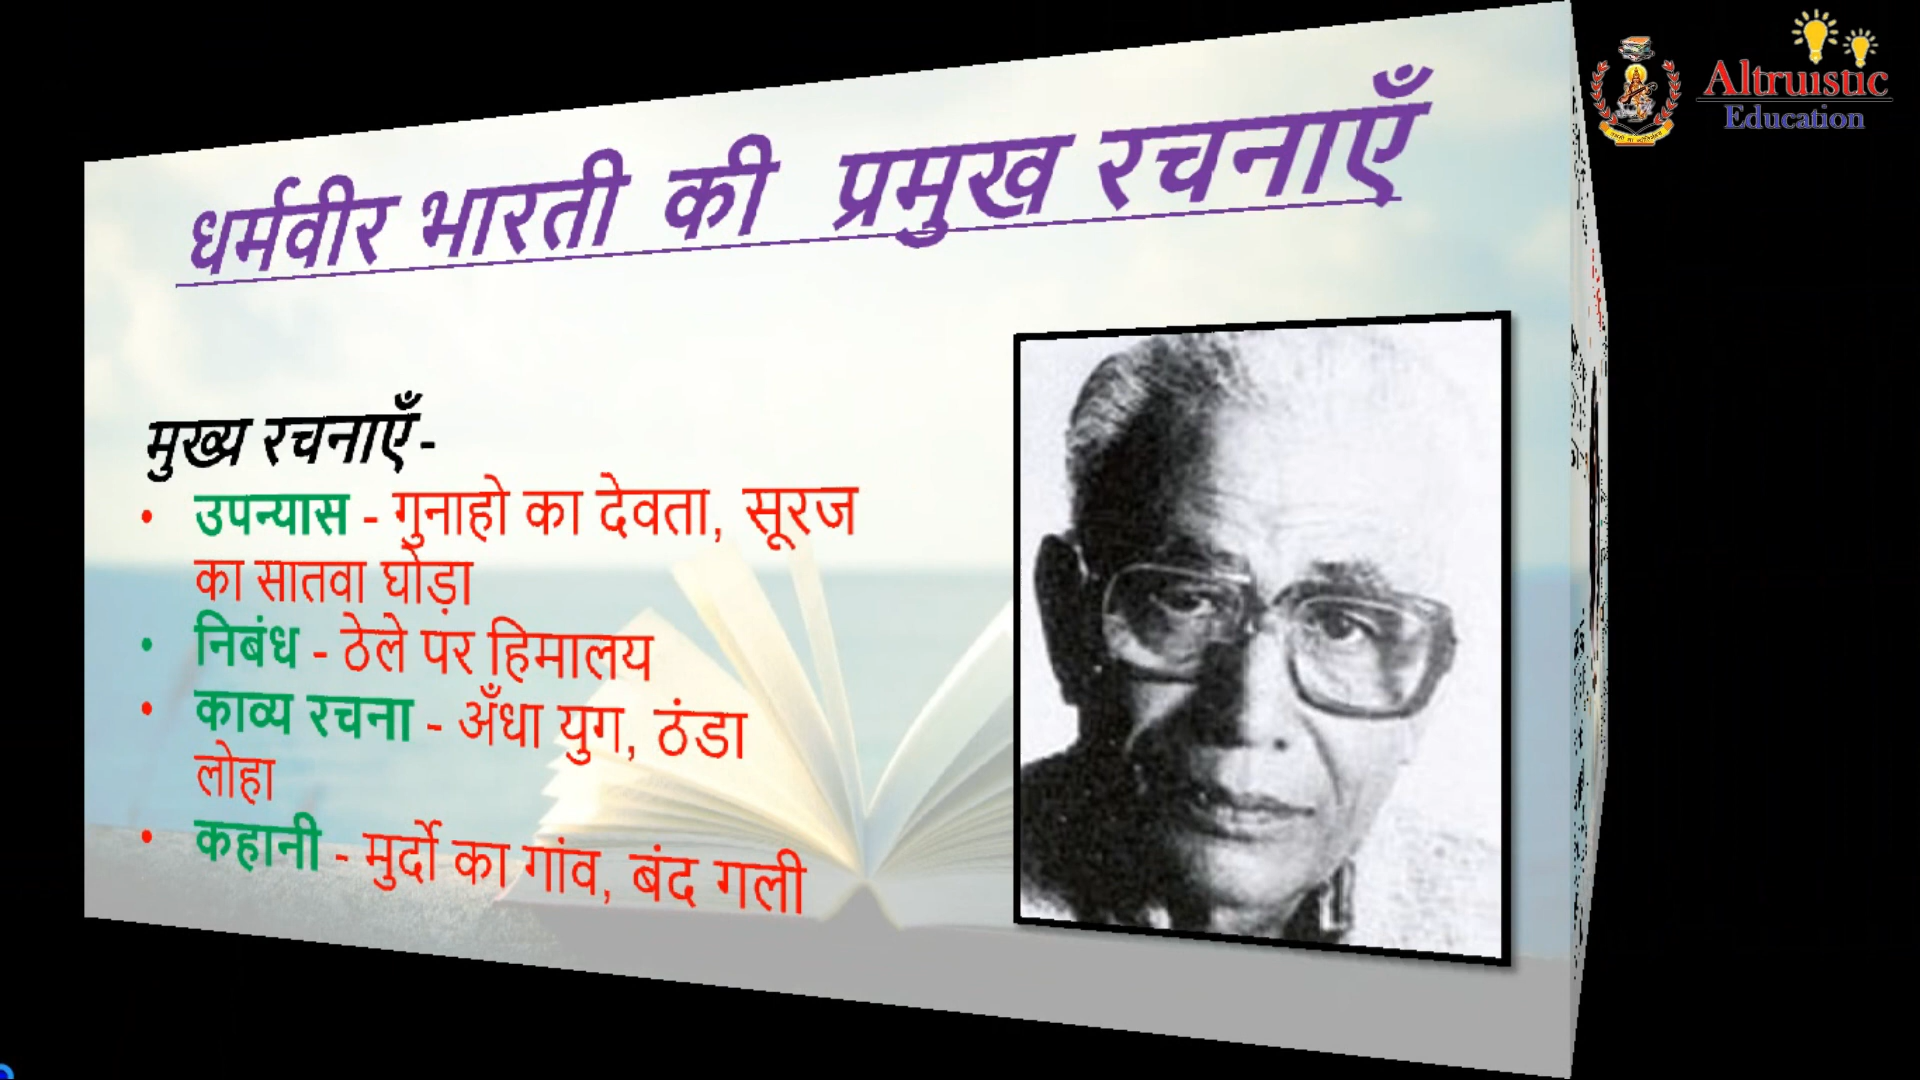 धर्मवीर भारती की प्रमुख रचनाएँ
मुख्य रचनाएँ -
• उपन्यास - गुनाहो का देवता, सूरज
का सातवा घोड़ा
• निबंध - ठेले पर हिमालय
• काव्य रचना - अँधा युग, ठंडा
लोहा
• कहानी - मुर्दो का गांव, बंद गली
Altruistic
Education